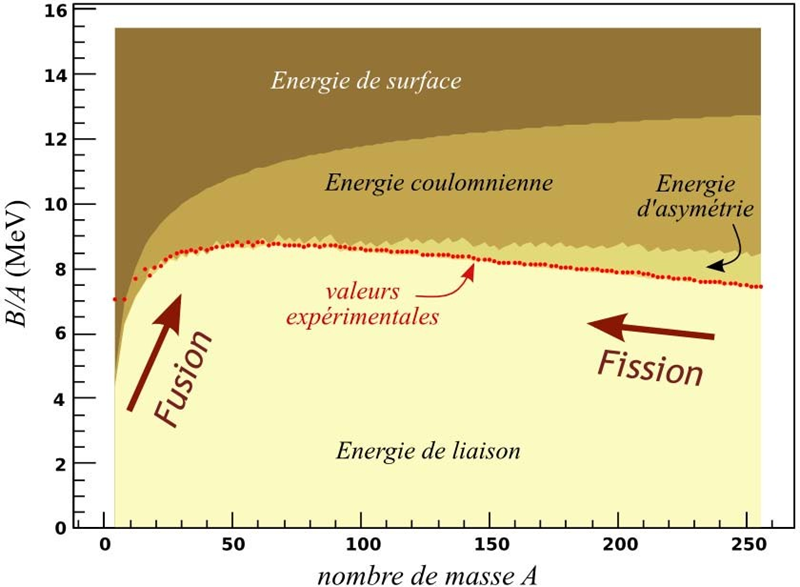 16
14
12
10
8
6
4
2
0
B/A (MeV)
Energie de surface
Energie coulomnienne
Energie
d'asymétrie
valeurs
expérimentales
Fusion
Fission
Energie de liaison
0 50 100 150 200 250
nombre de masse A